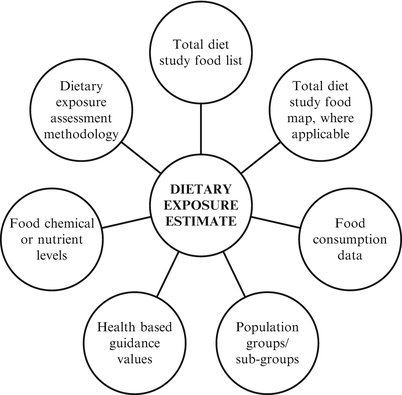 Total diet
study food list
Total diet
study food
map, where
applicable
Food
consumption
data
Population
groups/
sub-groups
Health based
guidance
values
Food chemical
or nutrient
levels
Dietary
exposure
assessment
methodology
DIETARY
EXPOSURE
ESTIMATE